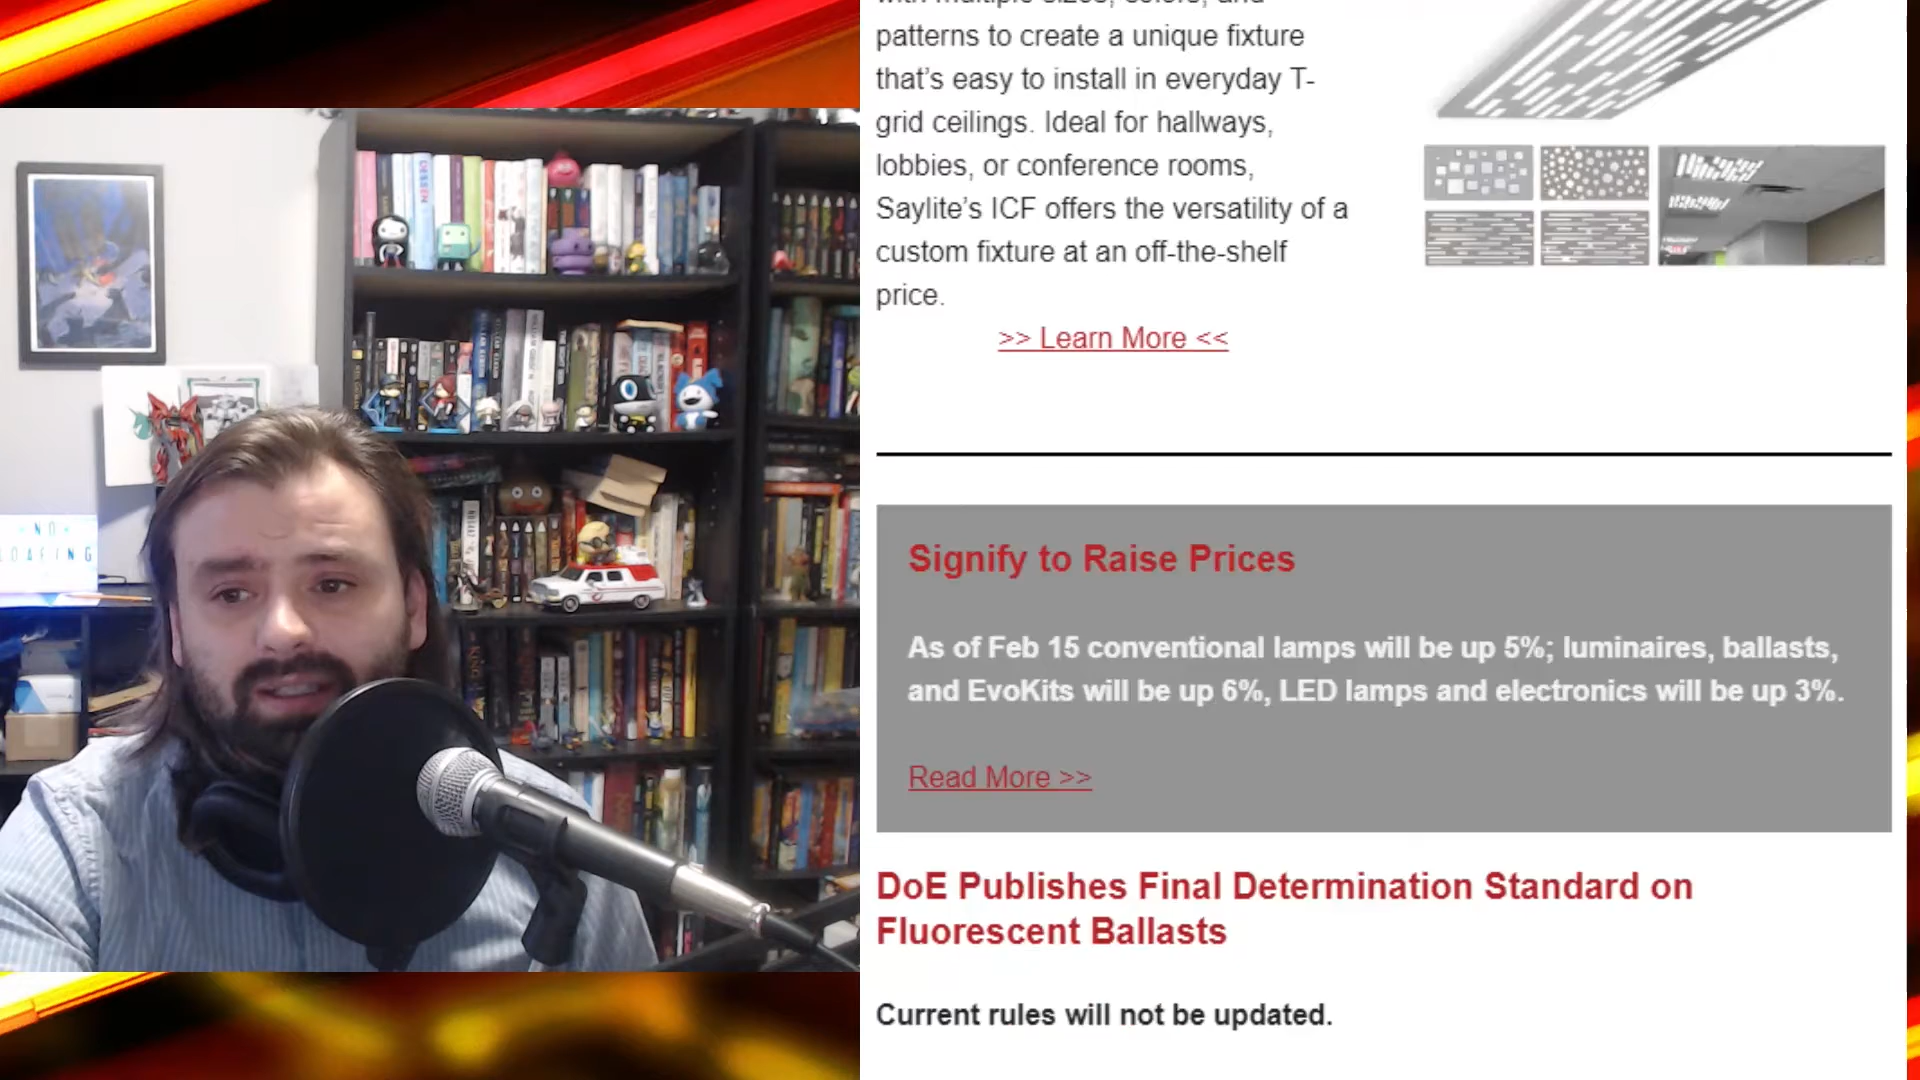 patterns to create a unique fixture
that's easy to install in everyday T-
grid ceilings. Ideal for hallways,
lobbies, or conference rooms,
Saylite's ICF offers the versatility of a
custom fixture at an off-the-shelf
price.
>> Learn More <<
Signify to Raise Prices
As of Feb 15 conventional lamps will be up 5%; luminaires, ballasts,
and EvoKits will be up 6%, LED lamps and electronics will be up 3%.
Read More >>
DoE Publishes Final Determination Standard on
Fluorescent Ballasts
Current rules will not be updated.
NO
LOAFING
DESSEN
KING